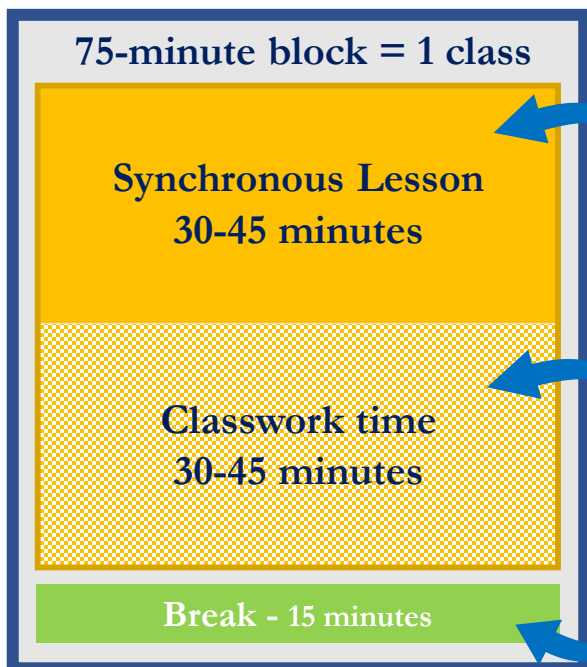 75-minute block = 1 class
Synchronous Lesson
30-45 minutes
Classwork time
30-45 minutes
Break - 15 minutes